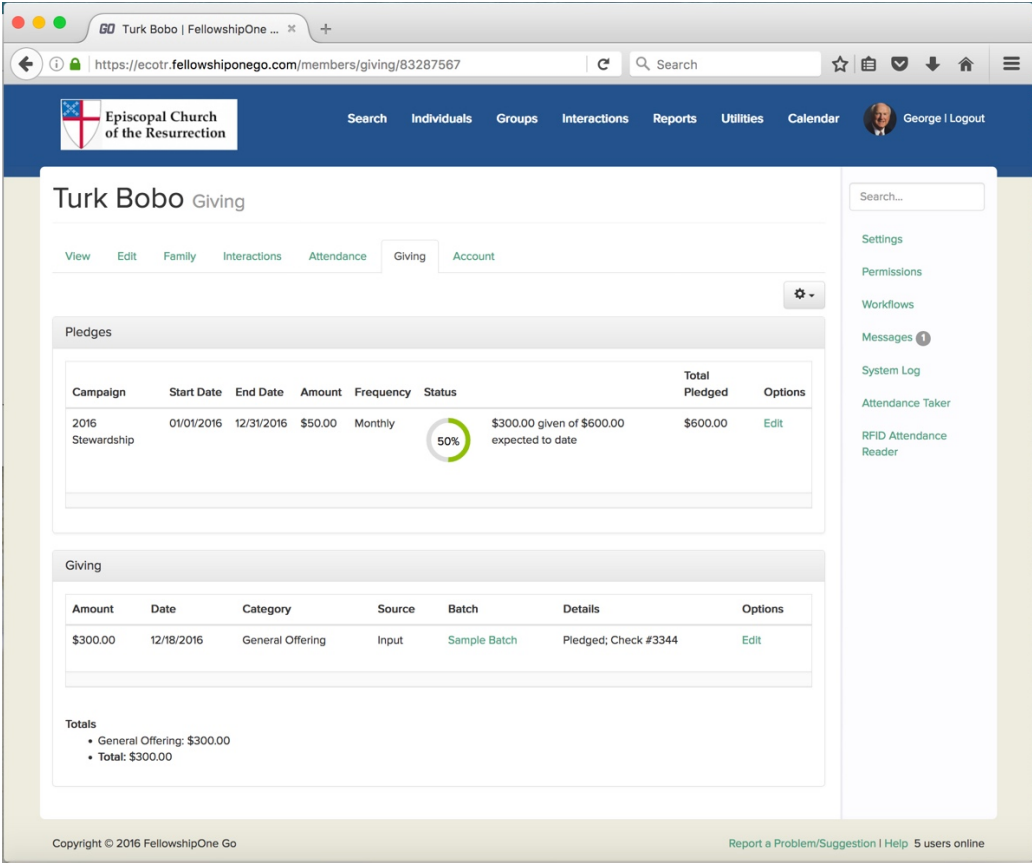 GO Turk Bobo | FellowshipOne ... × +
https://ecotr.fellowshiponego.com/members/giving/83287567
Search
Episcopal Church
of the Resurrection
Search Individuals Groups Interactions Reports Utilities Calendar George | Logout
Turk Bobo Giving
View Edit Family Interactions Attendance Giving Account
Pledges
Campaign Start Date End Date Amount Frequency Status Total Pledged Options
2016 Stewardship 01/01/2016 12/31/2016 $50.00 Monthly 50% $300.00 given of $600.00 expected to date $600.00 Edit
Giving
Amount Date Category Source Batch Details Options
$300.00 12/18/2016 General Offering Input Sample Batch Pledged; Check #3344 Edit
Totals
• General Offering: $300.00
• Total: $300.00
Search...
Settings
Permissions
Workflows
Messages 1
System Log
Attendance Taker
RFID Attendance
Reader
Copyright © 2016 FellowshipOne Go
Report a Problem/Suggestion | Help 5 users online